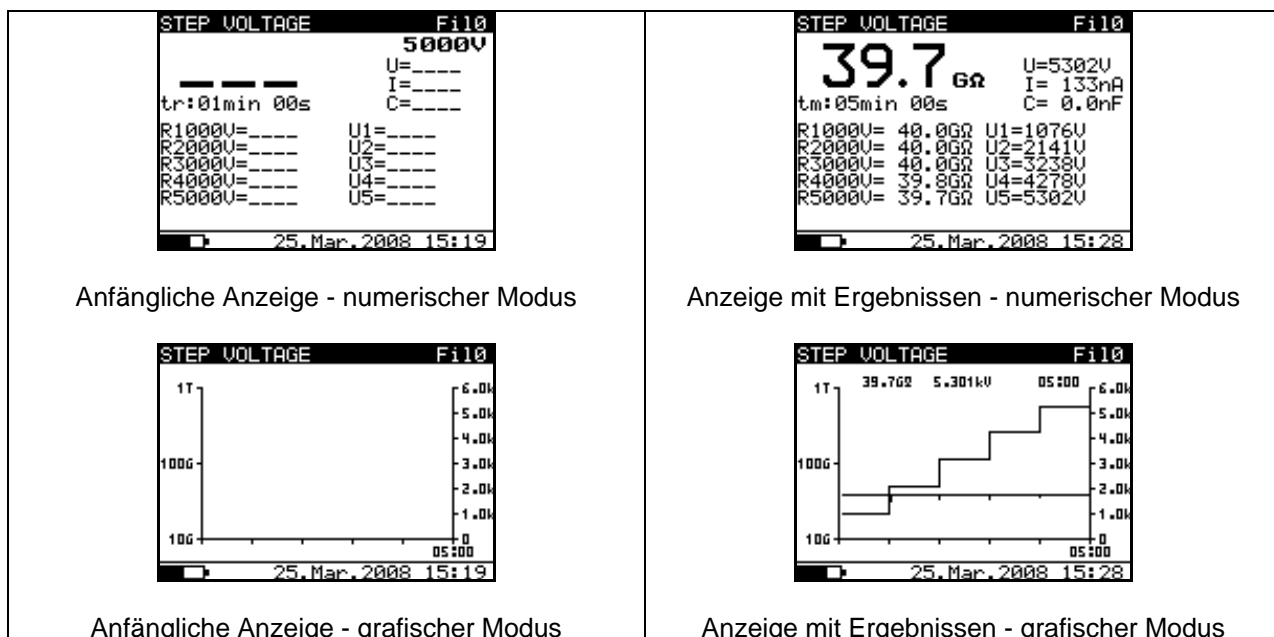 STEP VOLTAGE Fil0
5000V
U=____
--- I=____
tr:01min 00s C=____
R1000V=____ U1=____
R2000V=____ U2=____
R3000V=____ U3=____
R4000V=____ U4=____
R5000V=____ U5=____
25.Mar.2008 15:19
Anfängliche Anzeige - numerischer Modus
STEP VOLTAGE Fil0
39.7 GΩ U=5302V
I= 133nA
tm:05min 00s C= 0.0nF
R1000V= 40.0GΩ U1=1076V
R2000V= 40.0GΩ U2=2141V
R3000V= 40.0GΩ U3=3238V
R4000V= 39.8GΩ U4=4278V
R5000V= 39.7GΩ U5=5302V
25.Mar.2008 15:28
Anzeige mit Ergebnissen - numerischer Modus
STEP VOLTAGE Fil0
1T 6.0k
5.0k
4.0k
100G 3.0k
2.0k
1.0k
10G 0
05:00
25.Mar.2008 15:19
Anfängliche Anzeige - grafischer Modus
STEP VOLTAGE Fil0
39.7GΩ 5.301kV 05:00
1T 6.0k
5.0k
4.0k
100G 3.0k
2.0k
1.0k
10G 0
05:00
25.Mar.2008 15:28
Anzeige mit Ergebnissen - grafischer Modus